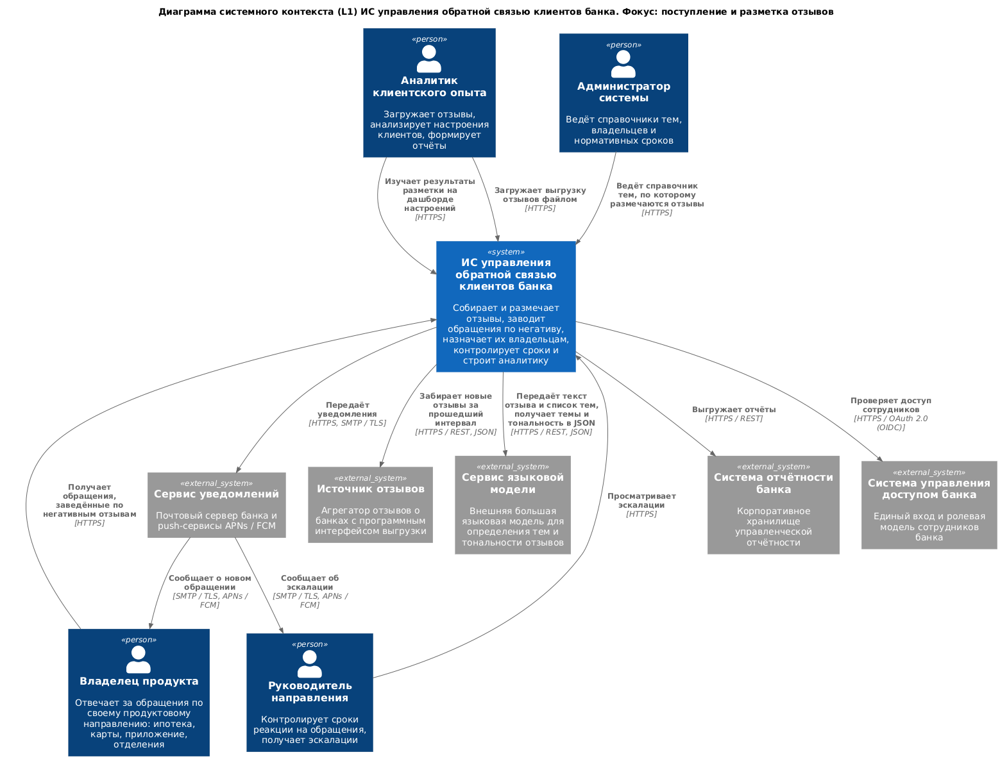 Диаграмма системного контекста (L1) ИС управления обратной связью клиентов банка. Фокус: поступление и разметка отзывов
«person»
Аналитик
клиентского опыта
Загружает отзывы,
анализирует настроения
клиентов, формирует
отчёты
«person»
Администратор
системы
Ведёт справочники тем,
владельцев и
нормативных сроков
Изучает результаты
разметки на
дашборде
настроений
[HTTPS]
Загружает выгрузку
отзывов файлом
[HTTPS]
Ведёт справочник
тем, по которому
размечаются отзывы
[HTTPS]
«system»
ИС управления
обратной связью
клиентов банка
Собирает и размечает
отзывы, заводит
обращения по негативу,
назначает их владельцам,
контролирует сроки и
строит аналитику
Передаёт
уведомления
[HTTPS, SMTP / TLS]
Забирает новые
отзывы за
прошедший
интервал
[HTTPS / REST, JSON]
Передаёт текст
отзыва и список тем,
получает темы и
тональность в JSON
[HTTPS / REST, JSON]
Выгружает отчёты
[HTTPS / REST]
Проверяет доступ
сотрудников
[HTTPS / OAuth 2.0
(OIDC)]
Получает
обращения,
заведённые по
негативным отзывам
[HTTPS]
«external_system»
Сервис уведомлений
Почтовый сервер банка и
push-сервисы APNs / FCM
«external_system»
Источник отзывов
Агрегатор отзывов о
банках с программным
интерфейсом выгрузки
«external_system»
Сервис языковой
модели
Внешняя большая
языковая модель для
определения тем и
тональности отзывов
Просматривает
эскалации
[HTTPS]
«external_system»
Система отчётности
банка
Корпоративное
хранилище
управленческой
отчётности
«external_system»
Система управления
доступом банка
Единый вход и ролевая
модель сотрудников
банка
Сообщает о новом
обращении
[SMTP / TLS, APNs /
FCM]
Сообщает об
эскалации
[SMTP / TLS, APNs /
FCM]
«person»
Владелец продукта
Отвечает за обращения по
своему продуктовому
направлению: ипотека,
карты, приложение,
отделения
«person»
Руководитель
направления
Контролирует сроки
реакции на обращения,
получает эскалации